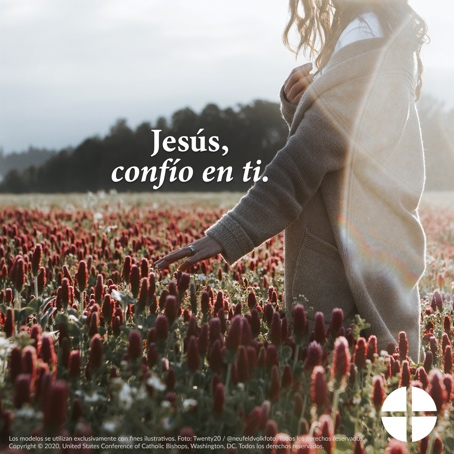 Jesús,
confío en ti.
Los modelos se utilizan exclusivamente con fines ilustrativos. Foto: Twenty20 / @neufeldvolkfoto. Todos los derechos reservados.
Copyright © 2020, United States Conference of Catholic Bishops, Washington, DC. Todos los derechos reservados.